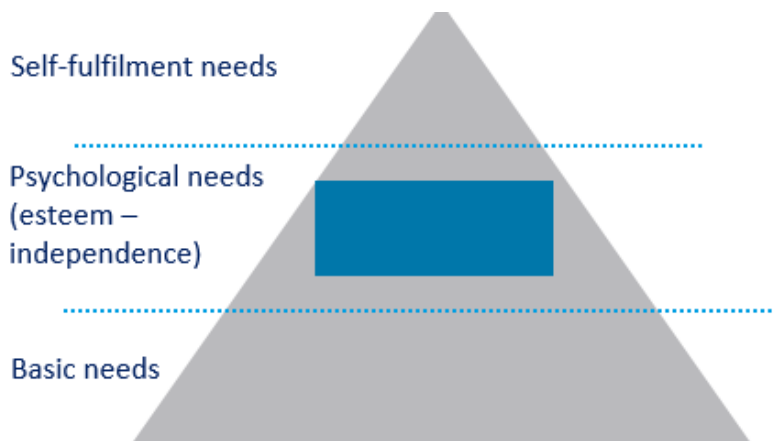 Self-fulfilment needs
Psychological needs
(esteem –
independence)
Basic needs